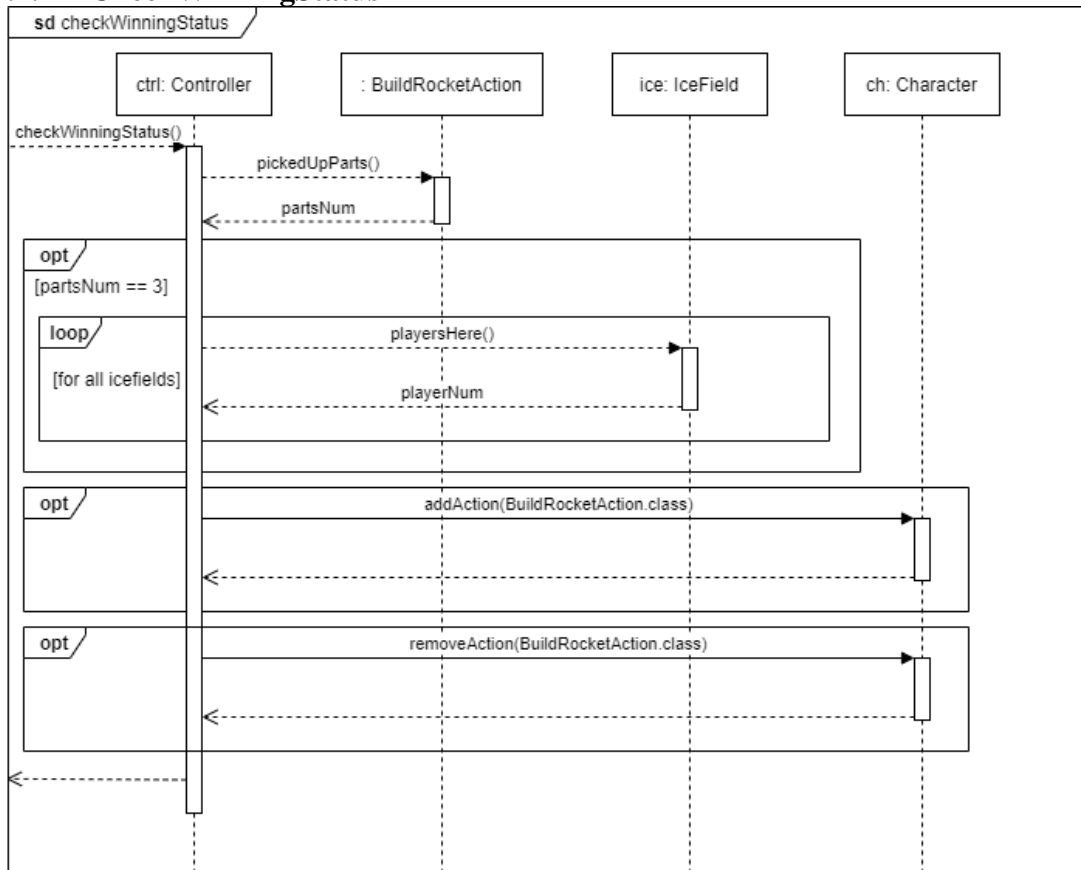 sd checkWinningStatus
ctrl: Controller
: BuildRocketAction
ice: IceField
ch: Character
checkWinningStatus()
pickedUpParts()
partsNum
opt
[partsNum == 3]
loop
playersHere()
[for all icefields]
playerNum
opt
addAction(BuildRocketAction.class)
opt
removeAction(BuildRocketAction.class)